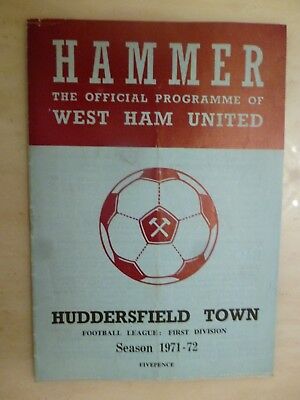 HAMMER
THE OFFICIAL PROGRAMME OF
WEST HAM UNITED
HUDDERSFIELD TOWN
FOOTBALL LEAGUE: FIRST DIVISION
Season 1971-72
FIVEPENCE